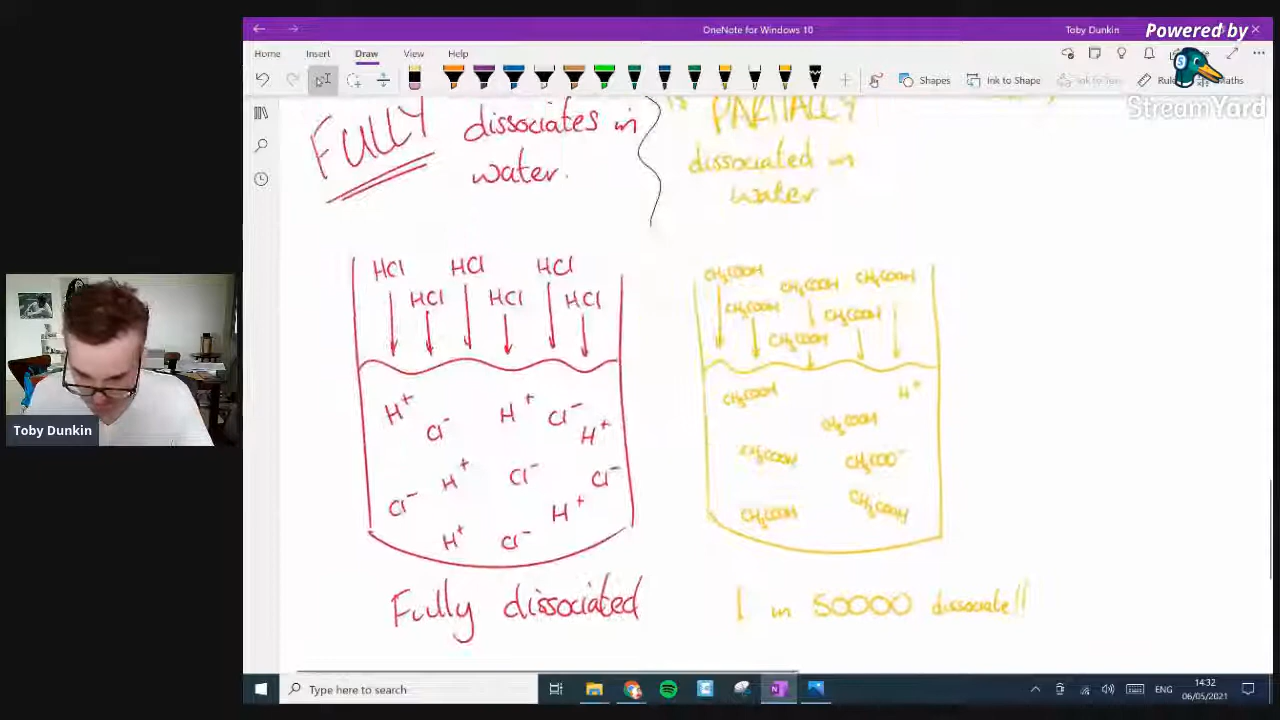 OneNote for Windows 10
Toby Dunkin
Powered by
StreamYard
Home Insert Draw View Help
Shapes Ink to Shape Ink to Maths
FULLY dissociates in
water.
PARTIALLY
dissociated in
water
HCl HCl HCl
HCl HCl HCl
H+ Cl- H+ Cl- H+
Cl- H+ Cl- Cl-
H+ Cl- H+
Fully dissociated
CH3COOH CH3COOH CH3COOH
CH3COOH CH3COOH
CH3COOH
CH3COOH H+
CH3COOH
CH3COOH CH3COO-
CH3COOH CH3COOH
1 in 50000 dissociate!!
Toby Dunkin
Type here to search
ENG
14:32
06/05/2021